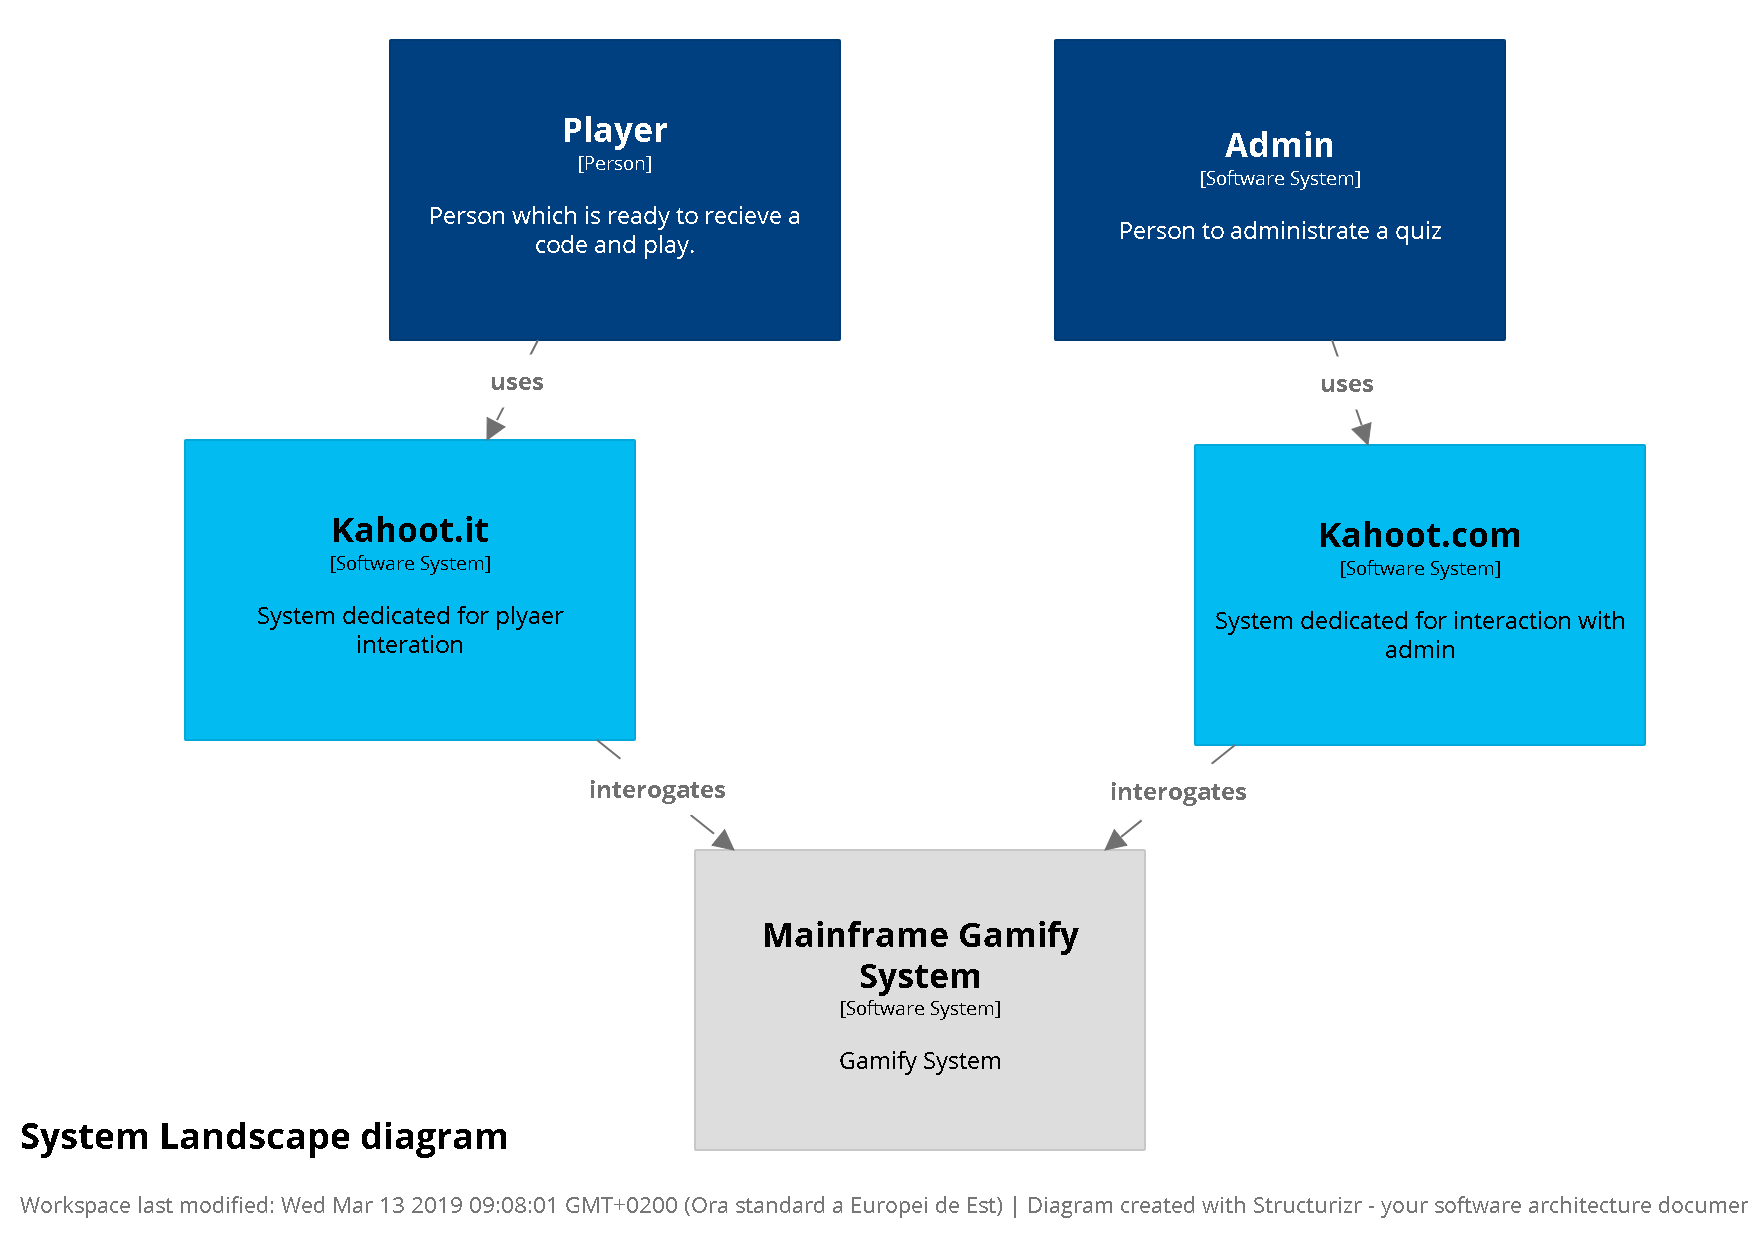 Player
[Person]
Person which is ready to recieve a
code and play.
Admin
[Software System]
Person to administrate a quiz
uses
uses
Kahoot.it
[Software System]
System dedicated for plyaer
interation
Kahoot.com
[Software System]
System dedicated for interaction with
admin
interogates
interogates
Mainframe Gamify
System
[Software System]
Gamify System
System Landscape diagram
Workspace last modified: Wed Mar 13 2019 09:08:01 GMT+0200 (Ora standard a Europei de Est) | Diagram created with Structurizr - your software architecture documen